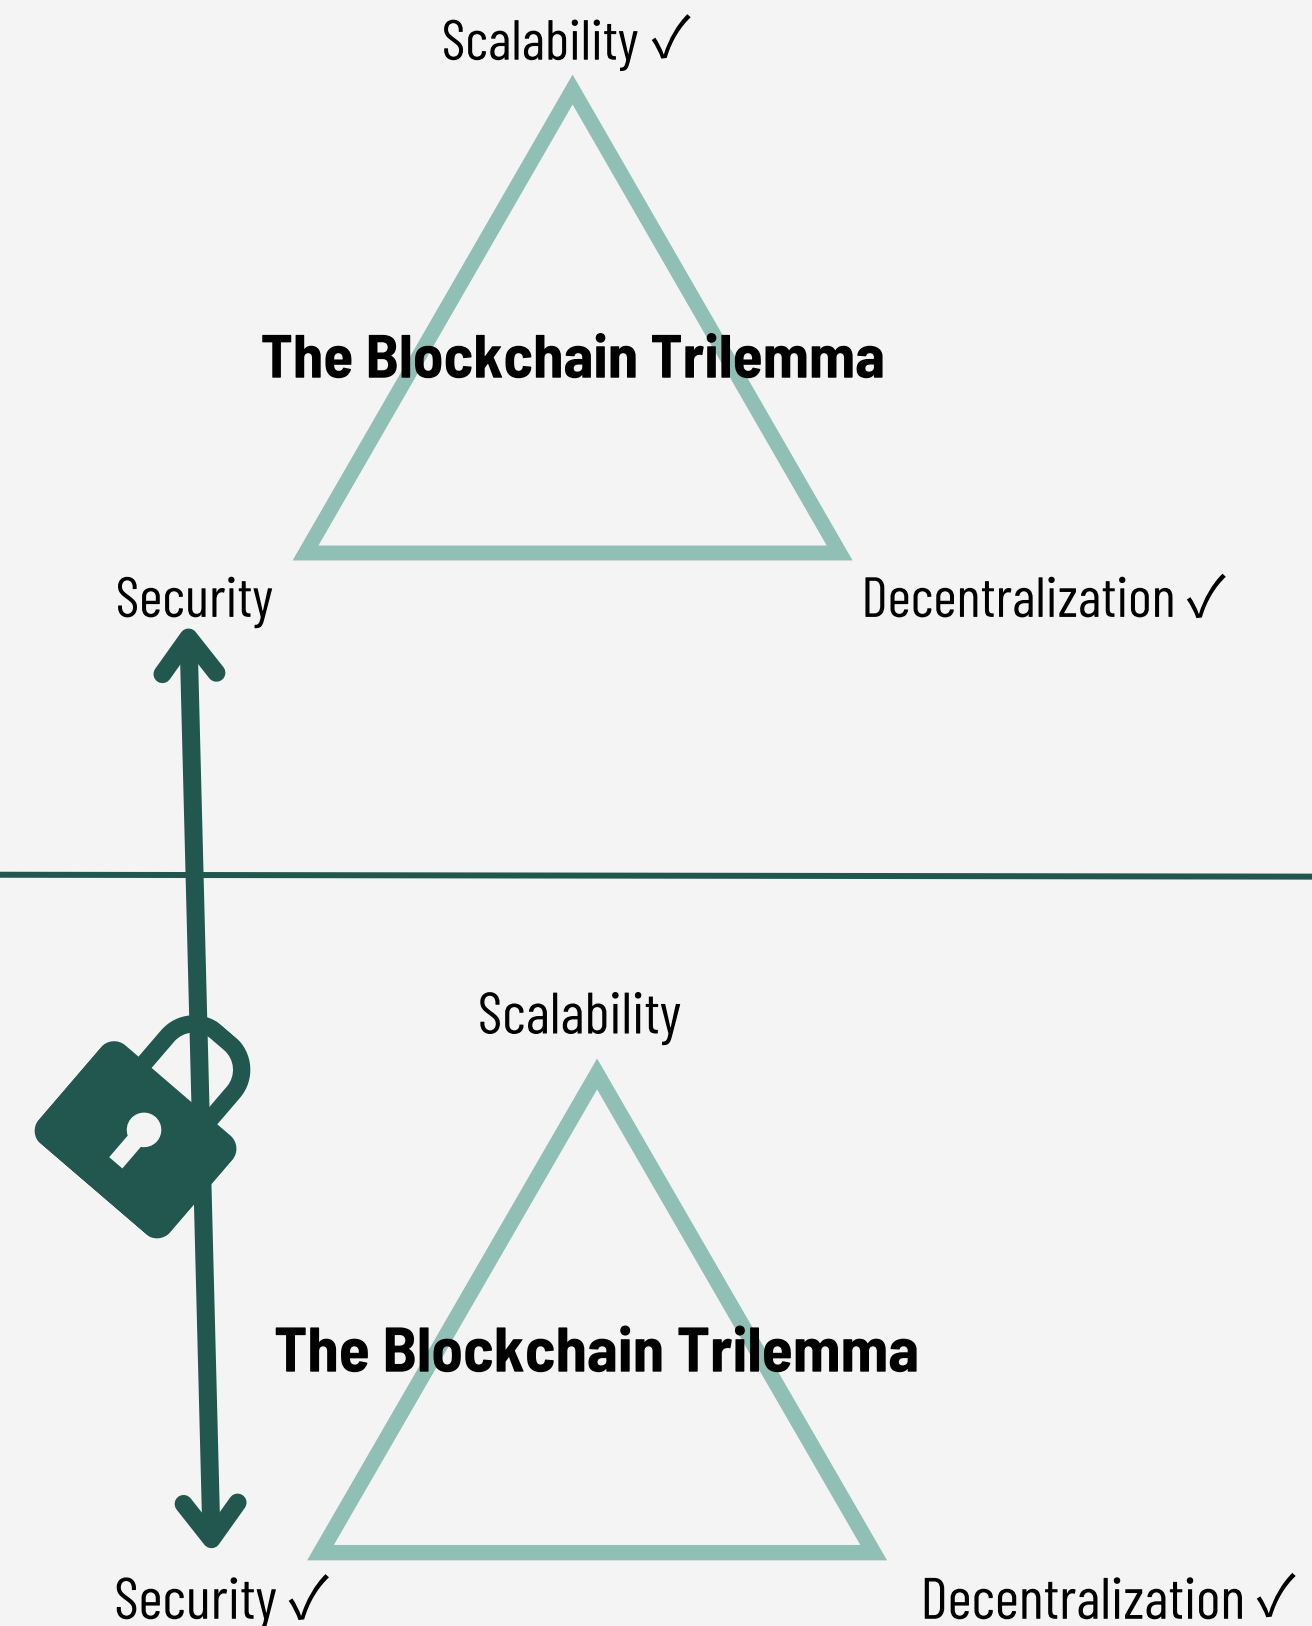 Scalability ✓
The Blockchain Trilemma
Security
Decentralization ✓
Scalability
The Blockchain Trilemma
Security ✓
Decentralization ✓